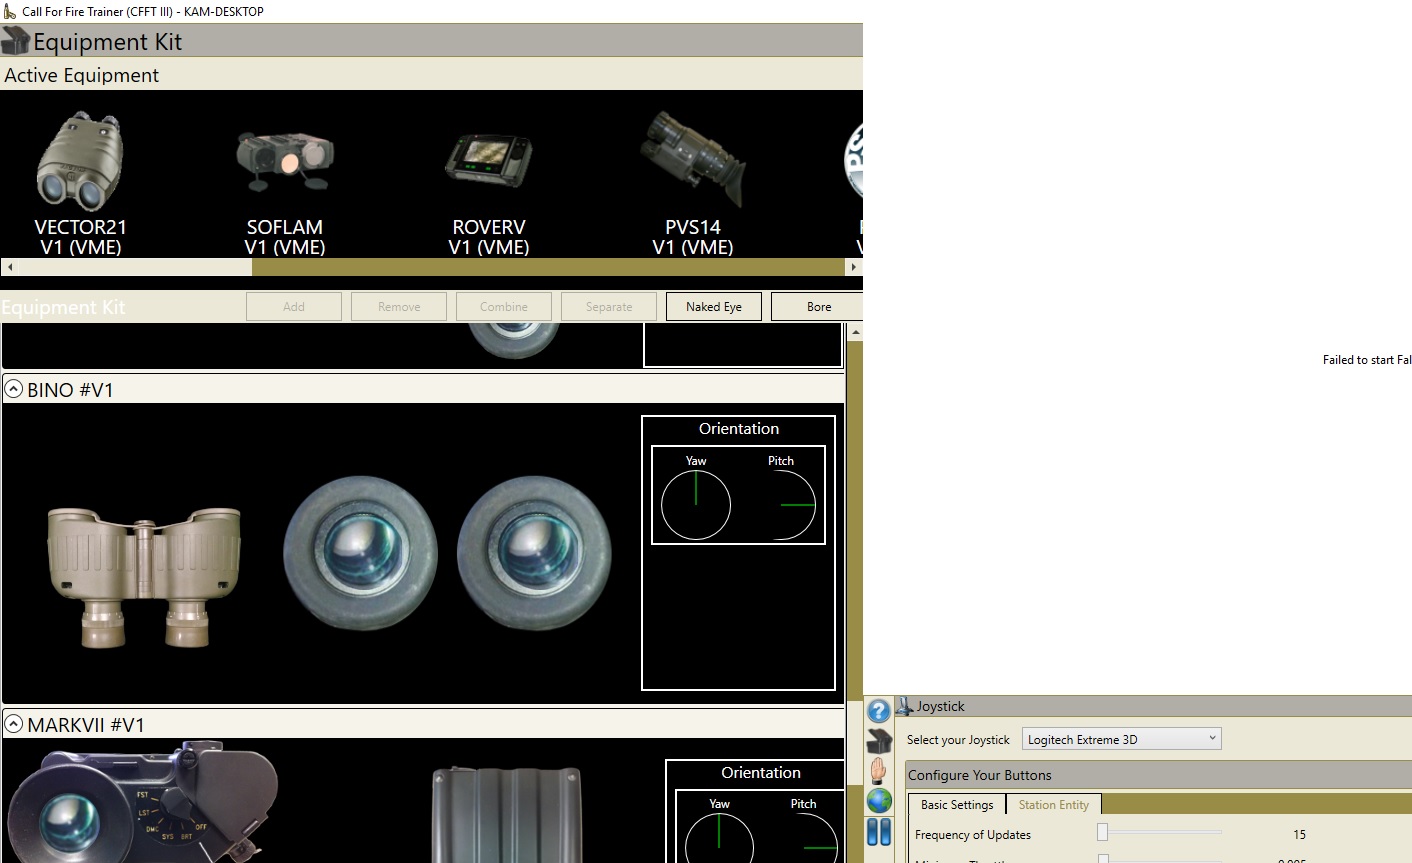 Call For Fire Trainer (CFFT III) - KAM-DESKTOP
Equipment Kit
Active Equipment
VECTOR21
V1 (VME)
SOFLAM
V1 (VME)
ROVERV
V1 (VME)
PVS14
V1 (VME)
Equipment Kit
Add
Remove
Combine
Separate
Naked Eye
Bore
Failed to start Fal
BINO #V1
Orientation
Yaw
Pitch
MARKVII #V1
Orientation
Yaw
Pitch
FST
LST
DMC
SYS
BRT
OFF
Joystick
Select your Joystick
Logitech Extreme 3D
Configure Your Buttons
Basic Settings
Station Entity
Frequency of Updates
15